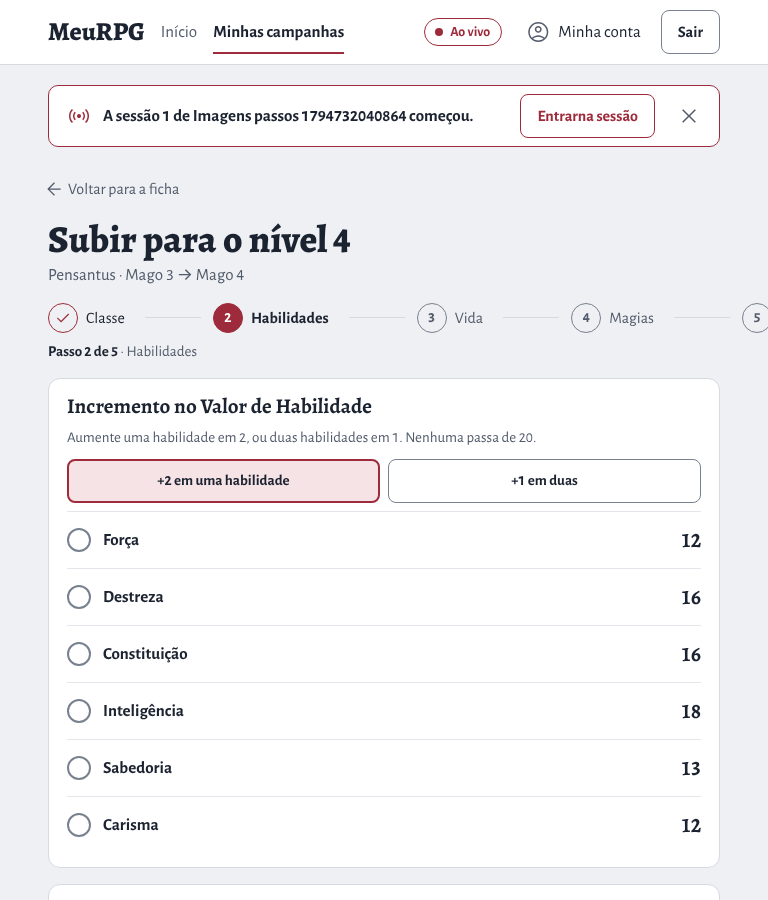 MeuRPG Início Minhas campanhas Ao vivo Minha conta Sair
A sessão 1 de Imagens passos 1794732040864 começou. Entrarna sessão
Voltar para a ficha
Subir para o nível 4
Pensantus · Mago 3 → Mago 4
Classe 2 Habilidades 3 Vida 4 Magias 5
Passo 2 de 5 · Habilidades
Incremento no Valor de Habilidade
Aumente uma habilidade em 2, ou duas habilidades em 1. Nenhuma passa de 20.
+2 em uma habilidade +1 em duas
Força 12
Destreza 16
Constituição 16
Inteligência 18
Sabedoria 13
Carisma 12